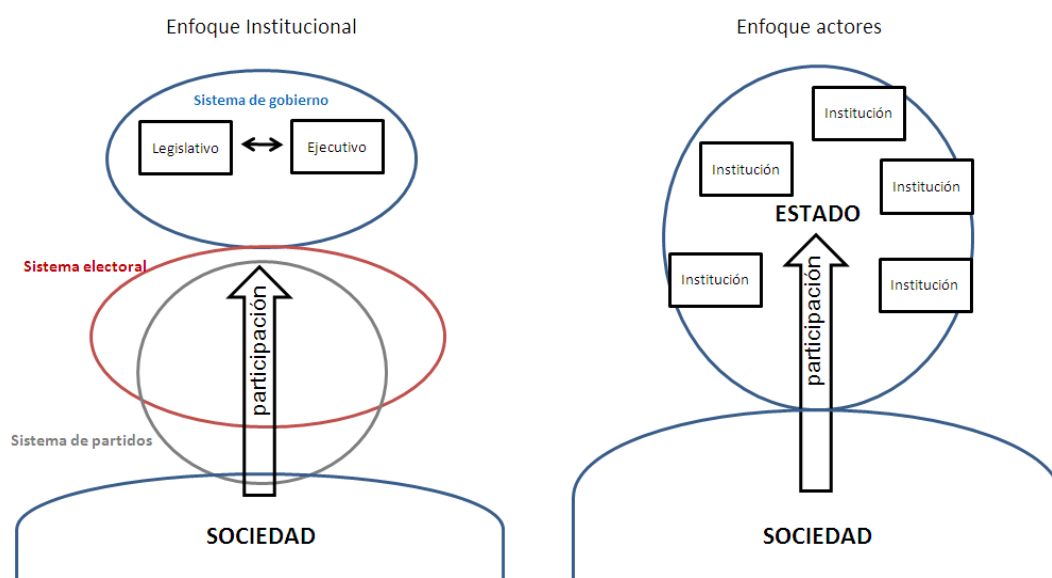 Enfoque Institucional
Sistema de gobierno
Legislativo
Ejecutivo
Sistema electoral
participación
Sistema de partidos
SOCIEDAD
Enfoque actores
Institución
Institución
Institución
ESTADO
Institución
Institución
participación
SOCIEDAD